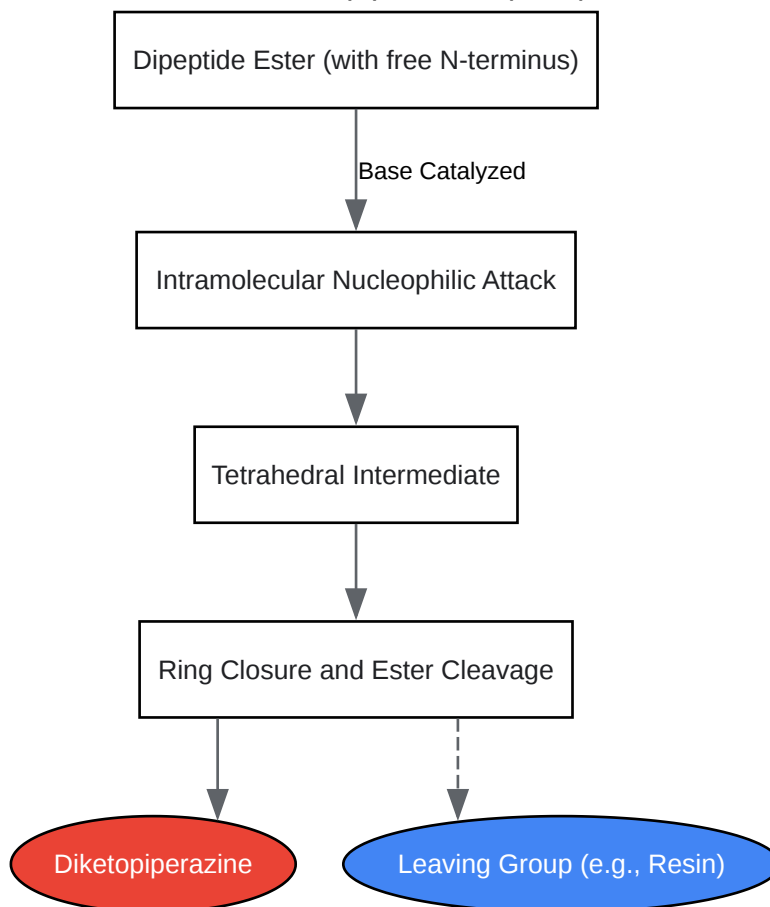 Dipeptide Ester (with free N-terminus)
Base Catalyzed
Intramolecular Nucleophilic Attack
Tetrahedral Intermediate
Ring Closure and Ester Cleavage
Diketopiperazine
Leaving Group (e.g., Resin)